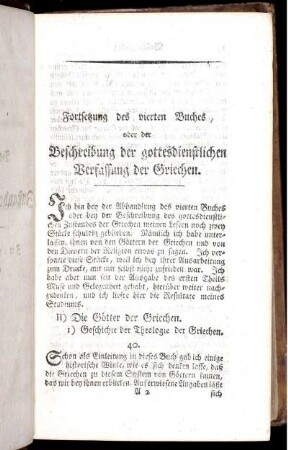 Fortsetzung des vierten Buches,
oder der
Beschreibung der gottesdienstlichen
Verfassung der Griechen.
Ich bin bey der Abhandlung des vierten Buches
oder bey der Beschreibung des gottesdienstli-
chen Zustandes der Griechen meinen Lesern noch zwey
Stücke schuldig geblieben. Nämlich ich habe unter-
lassen, ihnen von den Göttern der Griechen und von
den Dienern der Religion etwas zu sagen. Ich ver-
sparte diese Stücke, weil ich bey ihrer Ausarbeitung
zum Drucke, mit mir selbst nicht zufrieden war. Ich
habe aber nun seit der Ausgabe des ersten Theils
Muse und Gelegenheit gehabt, hierüber weiter nach-
zudenken, und ich liefre hier die Resultate meines
Studiums.
II) Die Götter der Griechen.
1) Geschichte der Theologie der Griechen.
40.
Schon als Einleitung in dieses Buch gab ich einige
historische Winke, wie es sich denken lasse, daß
die Griechen zu diesem System von Göttern kamen,
das wir bey ihnen erblicken. Auserwiesene Angaben läßt
A 2 sich